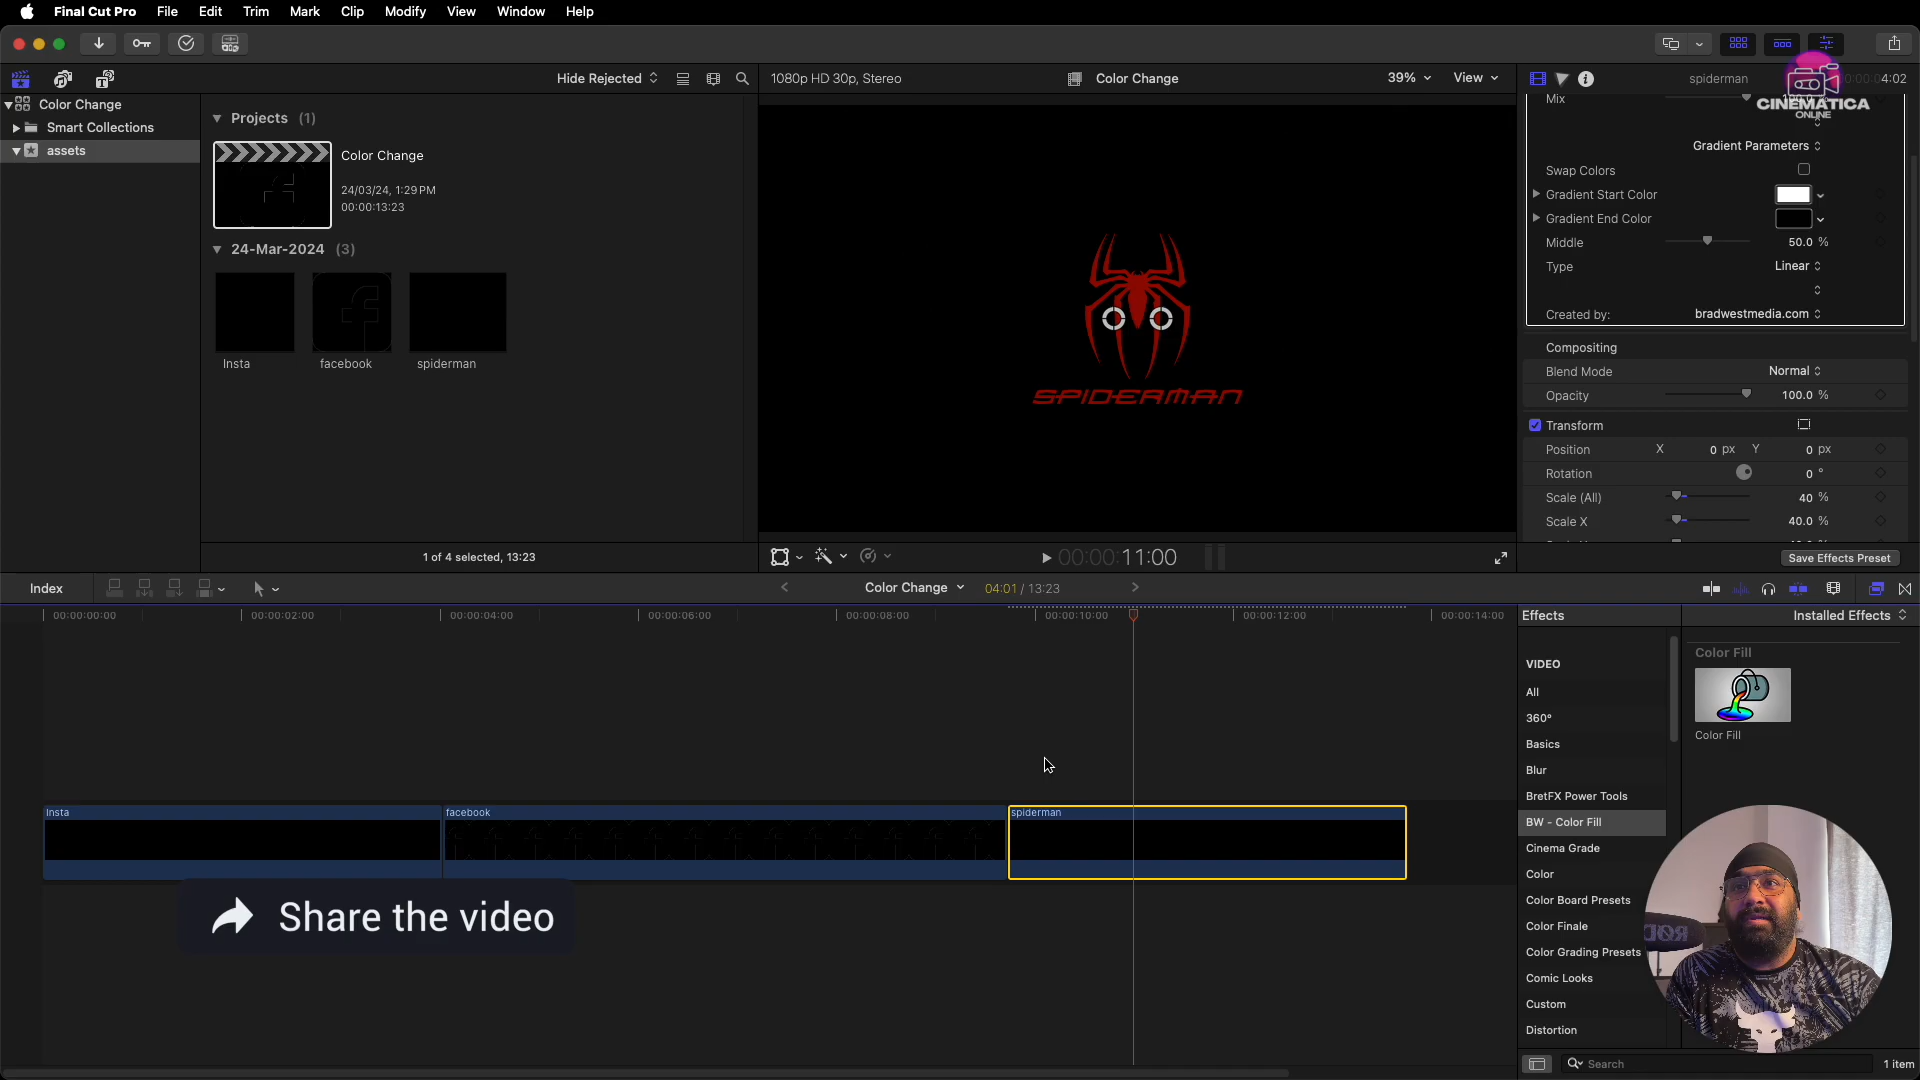 Final Cut Pro File Edit Trim Mark Clip Modify View Window Help
Hide Rejected
1080p HD 30p, Stereo
Color Change
39%
View
spiderman
4:02
CINEMATICA
ONLINE
Color Change
Smart Collections
assets
Projects (1)
Color Change
24/03/24, 1:29 PM
00:00:13:23
24-Mar-2024 (3)
Insta
facebook
spiderman
1 of 4 selected, 13:23
SPIDERMAN
00:00:11:00
Mix
Gradient Parameters
Swap Colors
Gradient Start Color
Gradient End Color
Middle 50.0 %
Type Linear
Created by: bradwestmedia.com
Compositing
Blend Mode Normal
Opacity 100.0 %
Transform
Position X 0 px Y 0 px
Rotation 0 °
Scale (All) 40 %
Scale X 40.0 %
Save Effects Preset
Index
Color Change
04:01 / 13:23
00:00:00:00 00:00:02:00 00:00:04:00 00:00:06:00 00:00:08:00 00:00:10:00 00:00:12:00 00:00:14:00
Insta
facebook
spiderman
Share the video
Effects
Installed Effects
VIDEO
All
360°
Basics
Blur
BretFX Power Tools
BW - Color Fill
Cinema Grade
Color
Color Board Presets
Color Finale
Color Grading Presets
Comic Looks
Custom
Distortion
Color Fill
Color Fill
Search
1 item